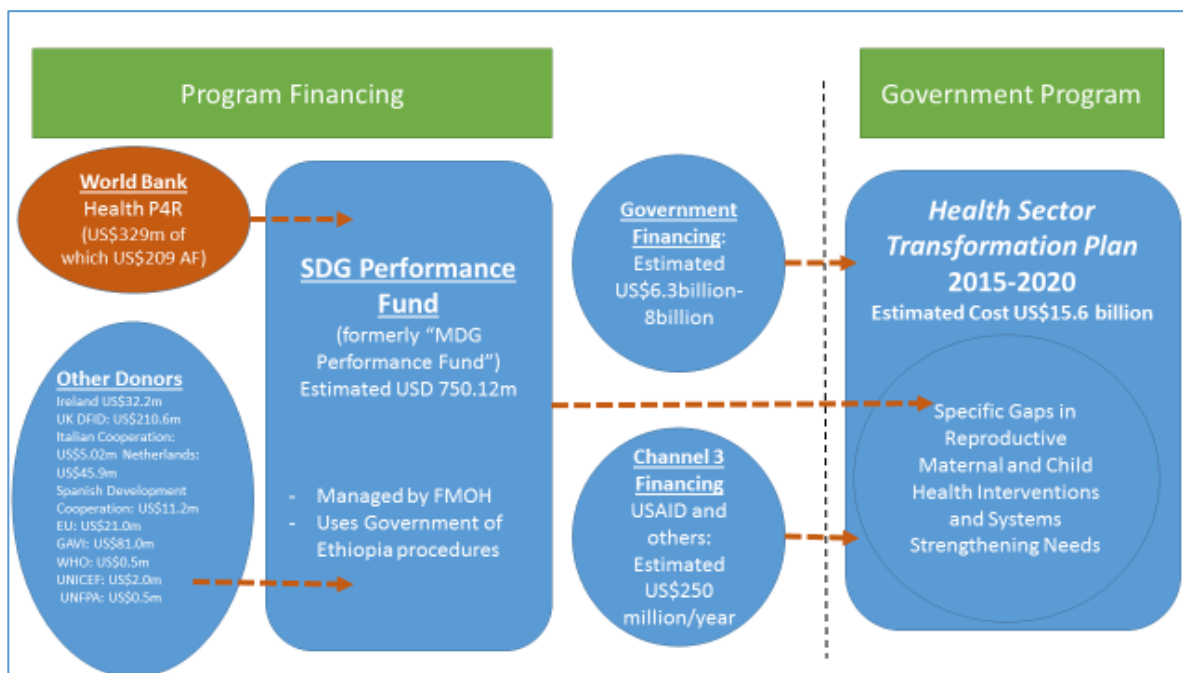 Program Financing
Government Program
World Bank
Health P4R
(US$329m of
which US$209 AF)
Other Donors
Ireland US$32.2m
UK DFID: US$210.6m
Italian Cooperation:
US$5.02m Netherlands:
US$45.9m
Spanish Development
Cooperation: US$11.2m
EU: US$21.0m
GAVI: US$81.0m
WHO: US$0.5m
UNICEF: US$2.0m
UNFPA: US$0.5m
SDG Performance
Fund
(formerly “MDG
Performance Fund”)
Estimated USD 750.12m
- Managed by FMOH
- Uses Government of
Ethiopia procedures
Government
Financing:
Estimated
US$6.3billion-
8billion
Channel 3
Financing
USAID and
others:
Estimated
US$250
million/year
Health Sector
Transformation Plan
2015-2020
Estimated Cost US$15.6 billion
Specific Gaps in
Reproductive
Maternal and Child
Health Interventions
and Systems
Strengthening Needs